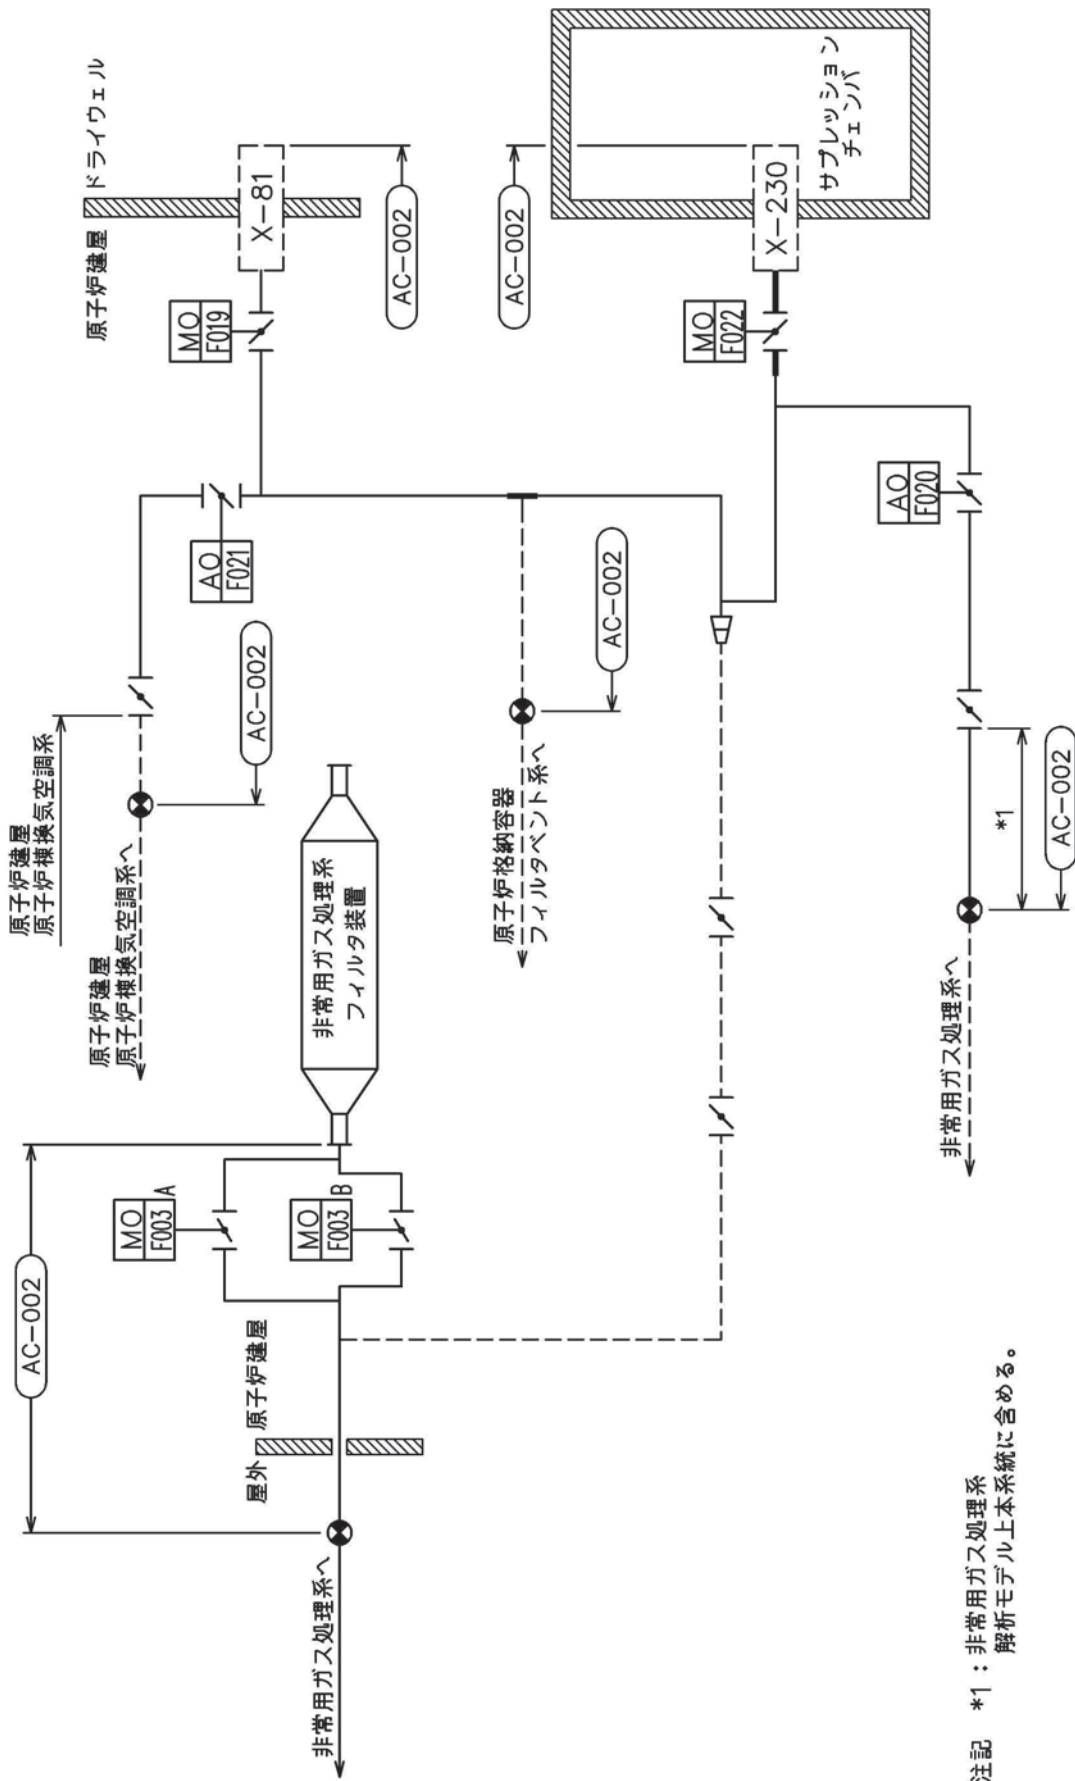 原子炉建屋
原子炉棟換気空調系
原子炉建屋
原子炉棟換気空調系へ
AC-002
AO
F021
MO
F019
原子炉建屋
ドライウェル
X-81
AC-002
AC-002
MO
F003
A
MO
F003
B
非常用ガス処理系
フィルタ装置
屋外
原子炉建屋
非常用ガス処理系へ
原子炉格納容器
フィルタベント系へ
AC-002
AC-002
MO
F022
X-230
サプレッション
チェンバ
AO
F020
*1
AC-002
非常用ガス処理系へ
注記 *1：非常用ガス処理系
解析モデル上本系統に含める。